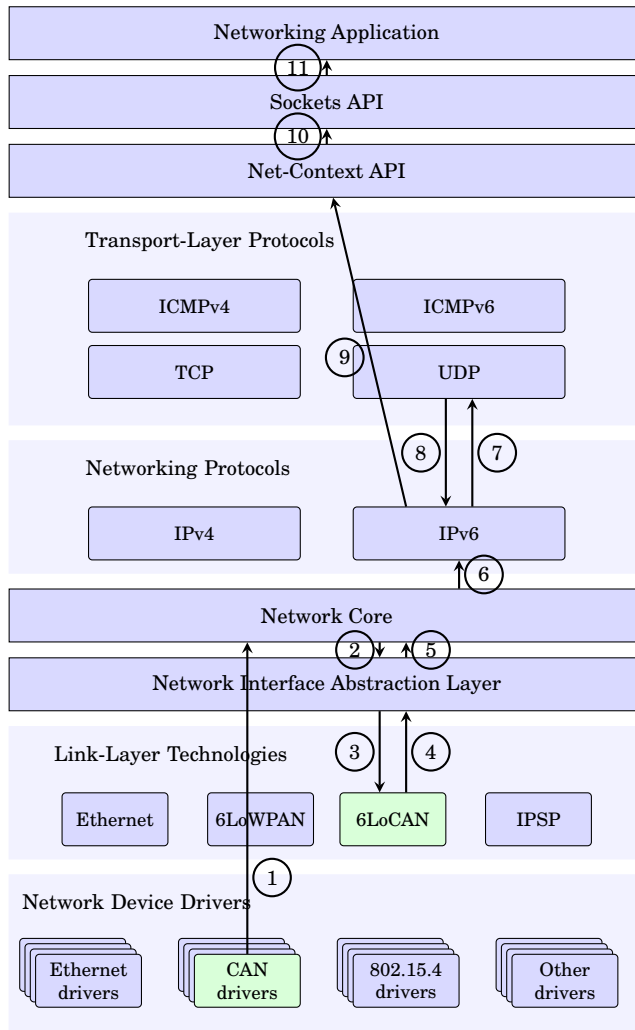 Networking Application
11
Sockets API
10
Net-Context API
Transport-Layer Protocols
ICMPv4 ICMPv6
9
TCP UDP
8 7
Networking Protocols
IPv4 IPv6
6
Network Core
2 5
Network Interface Abstraction Layer
3 4
Link-Layer Technologies
Ethernet 6LoWPAN 6LoCAN IPSP
1
Network Device Drivers
Ethernet CAN 802.15.4 Other
drivers drivers drivers drivers